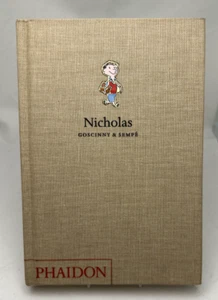 Nicholas
GOSCINNY & SEMPÉ
PHAIDON